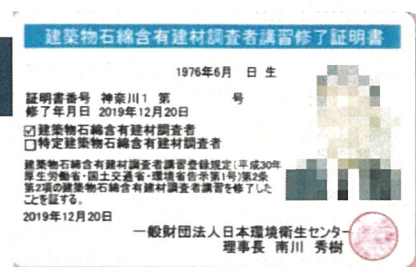 建築物石綿含有建材調査者講習修了証明書
1976年6月 日 生
証明書番号 神奈川1 第 号
修了年月日 2019年12月20日
☑建築物石綿含有建材調査者
□特定建築物石綿含有建材調査者
建築物石綿含有建材調査者講習登録規定(平成30年
厚生労働省・国土交通省・環境省告示第1号)第2条
第2項の建築物石綿含有建材調査者講習を修了した
ことを証する。
2019年12月20日
一般財団法人日本環境衛生センター
理事長 南川 秀樹